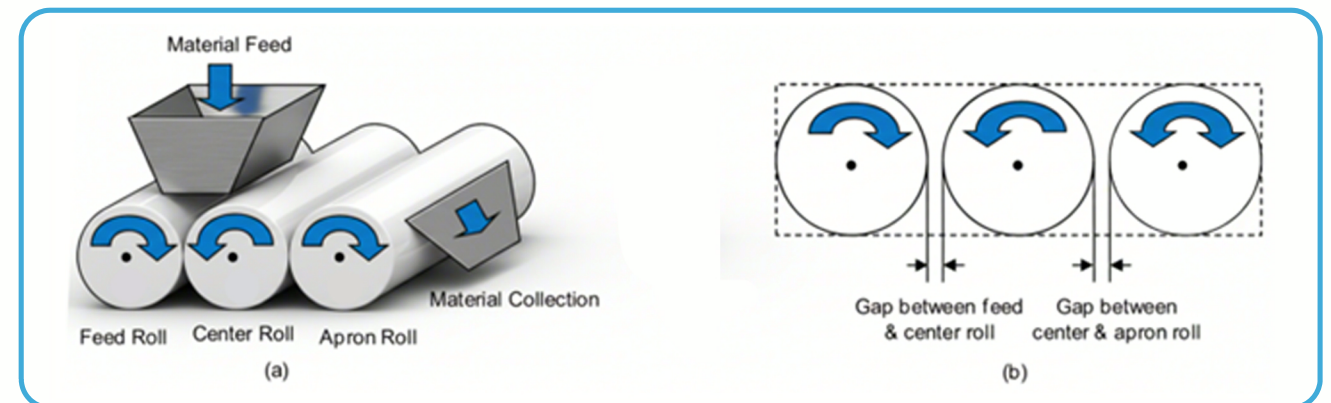 Material Feed
Material Collection
Feed Roll
Center Roll
Apron Roll
(a)
Gap between feed
& center roll
Gap between
center & apron roll
(b)